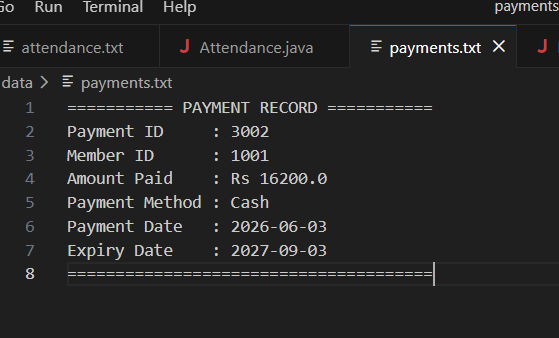 Go Run Terminal Help payments
attendance.txt J Attendance.java payments.txt × J
data > payments.txt
1 =========== PAYMENT RECORD ===========
2 Payment ID : 3002
3 Member ID : 1001
4 Amount Paid : Rs 16200.0
5 Payment Method : Cash
6 Payment Date : 2026-06-03
7 Expiry Date : 2027-09-03
8 ======================================